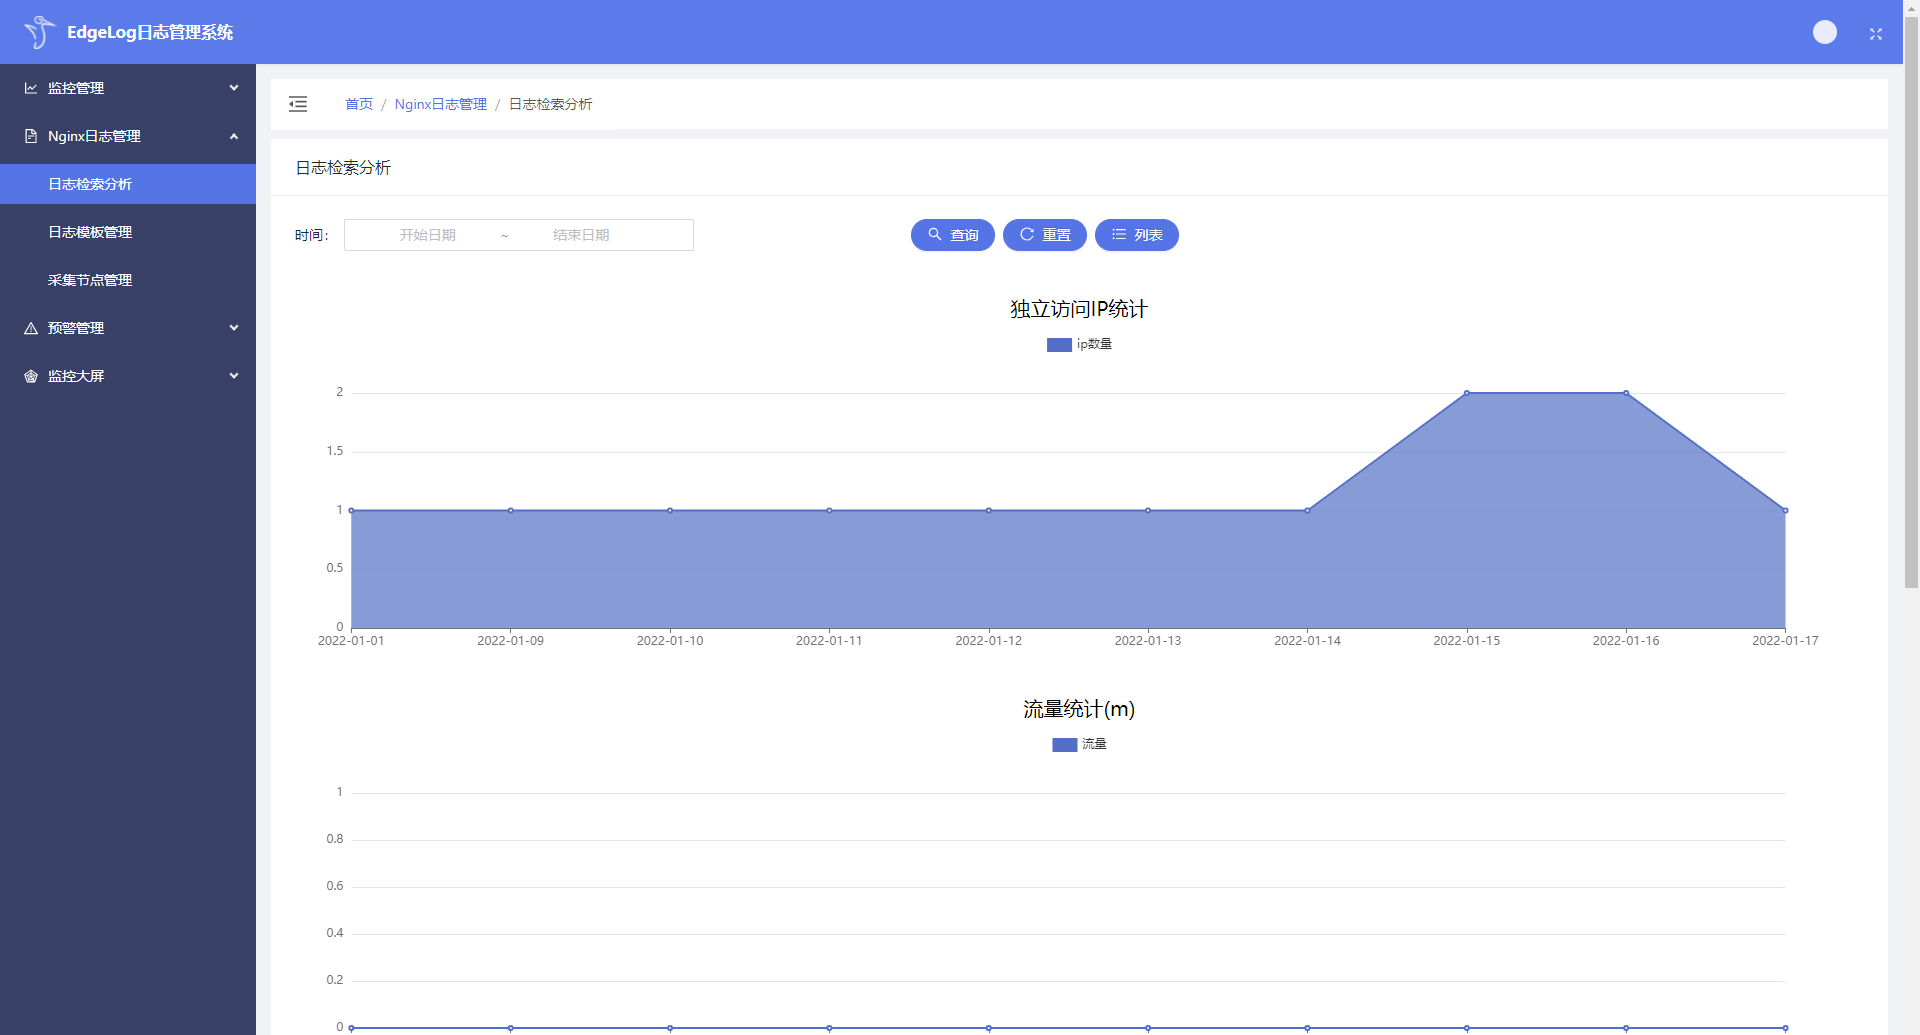 EdgeLog日志管理系统
监控管理
Nginx日志管理
日志检索分析
日志模板管理
采集节点管理
预警管理
监控大屏
首页 / Nginx日志管理 / 日志检索分析
日志检索分析
时间： 开始日期 ~ 结束日期 查询 重置 列表
独立访问IP统计
ip数量
2
1.5
1
0.5
0
2022-01-01 2022-01-09 2022-01-10 2022-01-11 2022-01-12 2022-01-13 2022-01-14 2022-01-15 2022-01-16 2022-01-17
流量统计(m)
流量
1
0.8
0.6
0.4
0.2
0